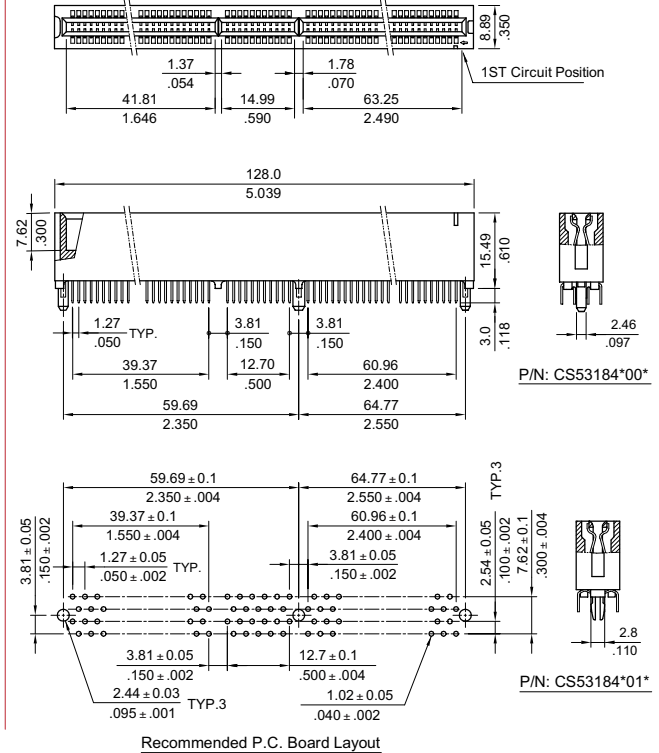 8.89
.350
1.37
.054
1.78
.070
1ST Circuit Position
41.81
1.646
14.99
.590
63.25
2.490
128.0
5.039
7.62
.300
15.49
.610
1.27
.050
TYP.
3.81
.150
3.81
.150
3.0
.118
2.46
.097
39.37
1.550
12.70
.500
60.96
2.400
P/N: CS53184*00*
59.69
2.350
64.77
2.550
59.69 ± 0.1
2.350 ± .004
64.77 ± 0.1
2.550 ± .004
TYP.3
39.37 ± 0.1
1.550 ± .004
60.96 ± 0.1
2.400 ± .004
3.81 ± 0.05
.150 ± .002
1.27 ± 0.05
.050 ± .002
TYP.
3.81 ± 0.05
.150 ± .002
2.54 ± 0.05
.100 ± .002
7.62 ± 0.1
.300 ± .004
3.81 ± 0.05
.150 ± .002
12.7 ± 0.1
.500 ± .004
2.8
.110
2.44 ± 0.03
.095 ± .001
TYP.3
1.02 ± 0.05
.040 ± .002
P/N: CS53184*01*
Recommended P.C. Board Layout